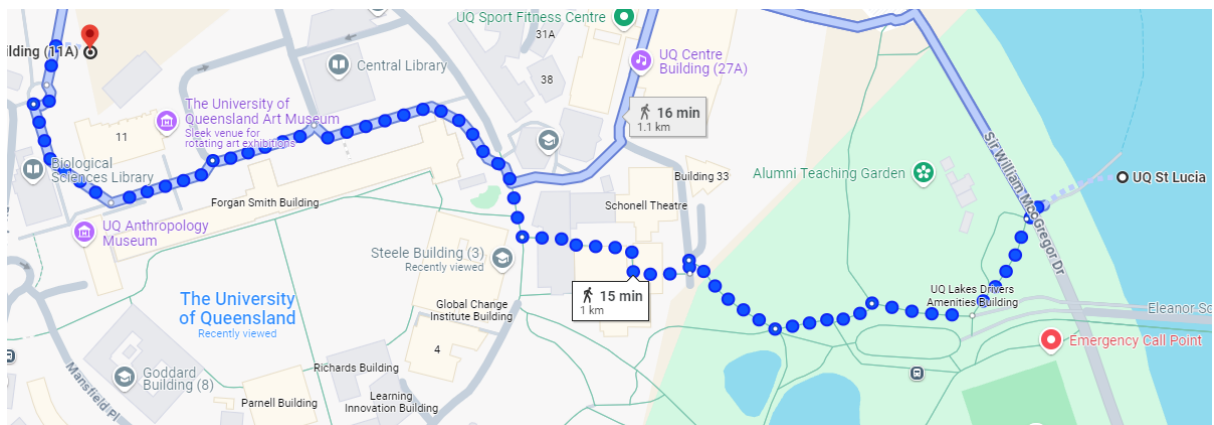 UQ Sport Fitness Centre
31A
ilding (11A)
Central Library
38
UQ Centre
Building (27A)
The University of
Queensland Art Museum
Sleek venue for
rotating art exhibitions
11
16 min
1.1 km
Sir William McGregor Dr
Biological
Sciences Library
Building 33
Alumni Teaching Garden
UQ St Lucia
Forgan Smith Building
Schonell Theatre
UQ Anthropology
Museum
Steele Building (3)
Recently viewed
15 min
1 km
The University
of Queensland
Recently viewed
Global Change
Institute Building
UQ Lakes Drivers
Amenities Building
Eleanor Sc
Emergency Call Point
4
Goddard
Building (8)
Mansfield Pl
Richards Building
Parnell Building
Learning
Innovation Building